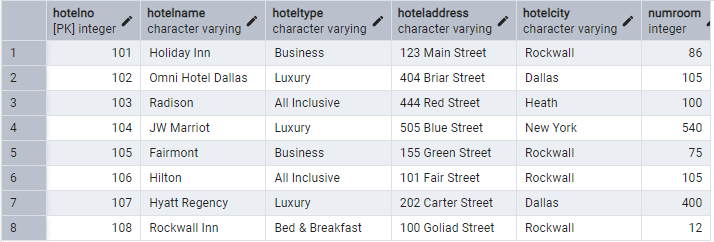 hotelno hotelname hoteltype hoteladdress hotelcity numroom
[PK] integer character varying character varying character varying character varying integer
1 101 Holiday Inn Business 123 Main Street Rockwall 86
2 102 Omni Hotel Dallas Luxury 404 Briar Street Dallas 105
3 103 Radison All Inclusive 444 Red Street Heath 100
4 104 JW Marriot Luxury 505 Blue Street New York 540
5 105 Fairmont Business 155 Green Street Rockwall 75
6 106 Hilton All Inclusive 101 Fair Street Rockwall 105
7 107 Hyatt Regency Luxury 202 Carter Street Dallas 400
8 108 Rockwall Inn Bed & Breakfast 100 Goliad Street Rockwall 12